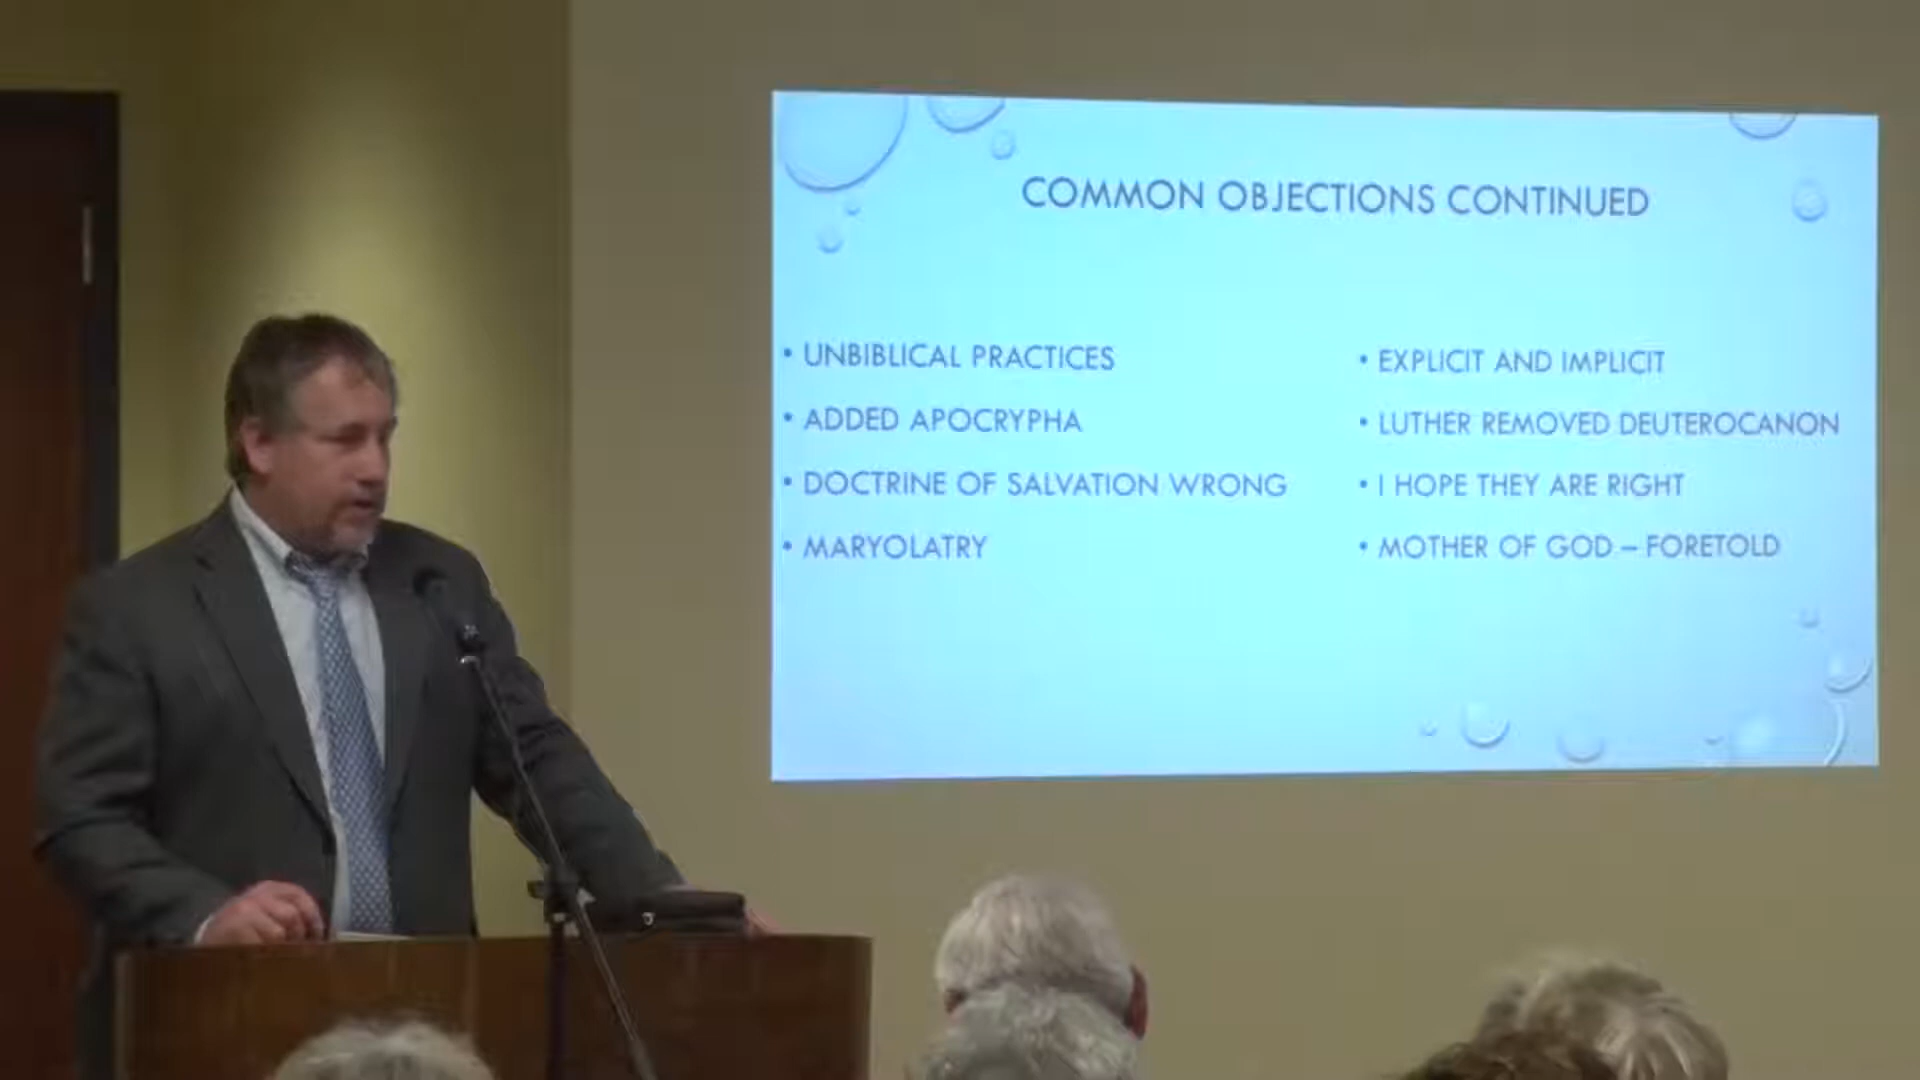 COMMON OBJECTIONS CONTINUED
• UNBIBLICAL PRACTICES
• ADDED APOCRYPHA
• DOCTRINE OF SALVATION WRONG
• MARYOLATRY
• EXPLICIT AND IMPLICIT
• LUTHER REMOVED DEUTEROCANON
• I HOPE THEY ARE RIGHT
• MOTHER OF GOD – FORETOLD